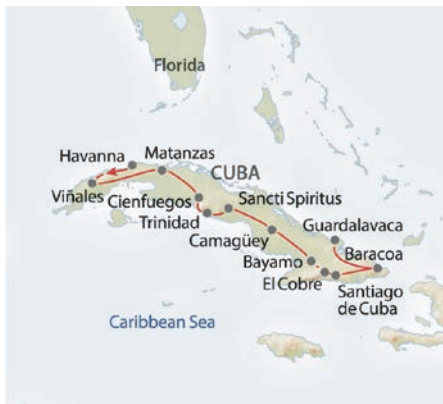 Florida
Havanna
Matanzas
CUBA
Viñales
Cienfuegos
Sancti Spiritus
Trinidad
Guardalavaca
Camagüey
Baracoa
Bayamo
El Cobre
Santiago
de Cuba
Caribbean Sea